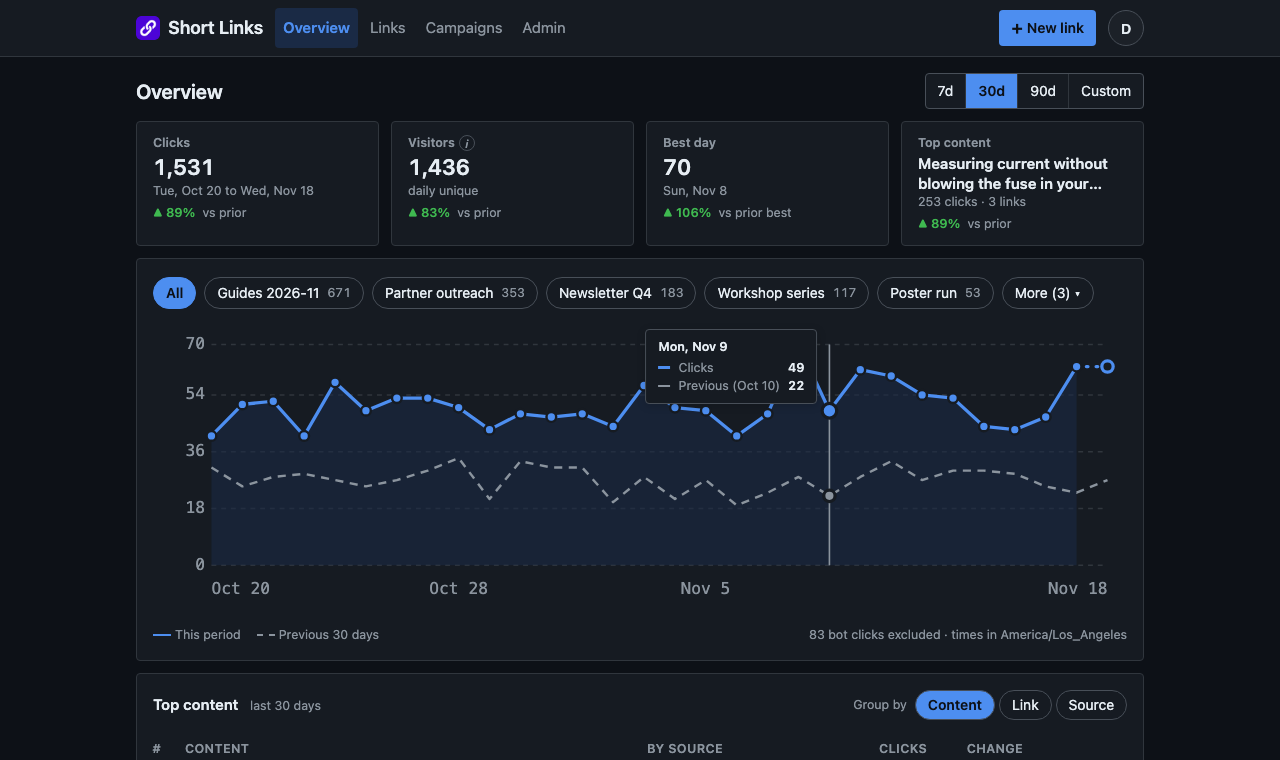 Short Links Overview Links Campaigns Admin + New link D
Overview 7d 30d 90d Custom
Clicks
1,531
Tue, Oct 20 to Wed, Nov 18
▲ 89% vs prior
Visitors i
1,436
daily unique
▲ 83% vs prior
Best day
70
Sun, Nov 8
▲ 106% vs prior best
Top content
Measuring current without
blowing the fuse in your...
253 clicks · 3 links
▲ 89% vs prior
All Guides 2026-11 671 Partner outreach 353 Newsletter Q4 183 Workshop series 117 Poster run 53 More (3) ▾
70
54
36
18
0
Mon, Nov 9
Clicks 49
Previous (Oct 10) 22
Oct 20 Oct 28 Nov 5 Nov 18
This period Previous 30 days 83 bot clicks excluded · times in America/Los_Angeles
Top content last 30 days Group by Content Link Source
# CONTENT BY SOURCE CLICKS CHANGE